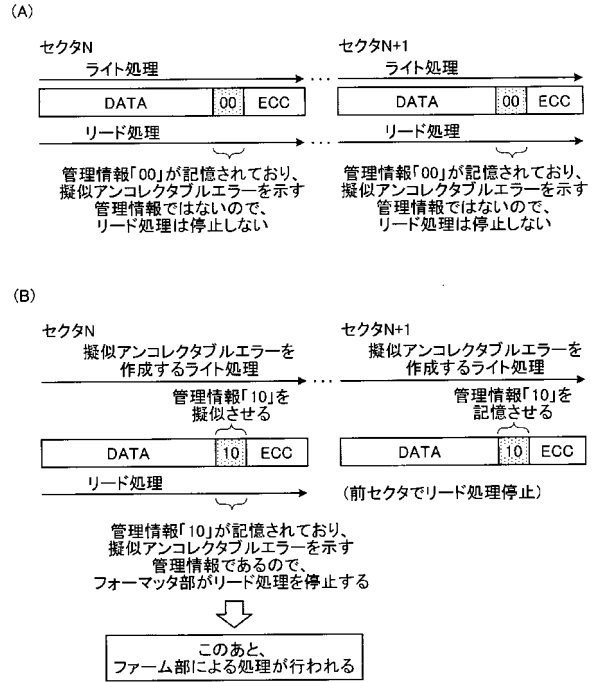 (A)
セクタN
セクタN+1
ライト処理
ライト処理
...
DATA 00 ECC
DATA 00 ECC
リード処理
リード処理
...
管理情報「00」が記憶されており、
擬似アンコレクタブルエラーを示す
管理情報ではないので、
リード処理は停止しない
管理情報「00」が記憶されており、
擬似アンコレクタブルエラーを示す
管理情報ではないので、
リード処理は停止しない
(B)
セクタN
擬似アンコレクタブルエラーを
作成するライト処理
...
セクタN+1
擬似アンコレクタブルエラーを
作成するライト処理
管理情報「10」を
擬似させる
管理情報「10」を
記憶させる
DATA 10 ECC
DATA 10 ECC
リード処理
(前セクタでリード処理停止)
管理情報「10」が記憶されており、
擬似アンコレクタブルエラーを示す
管理情報であるので、
フォーマッタ部がリード処理を停止する
このあと、
ファーム部による処理が行われる